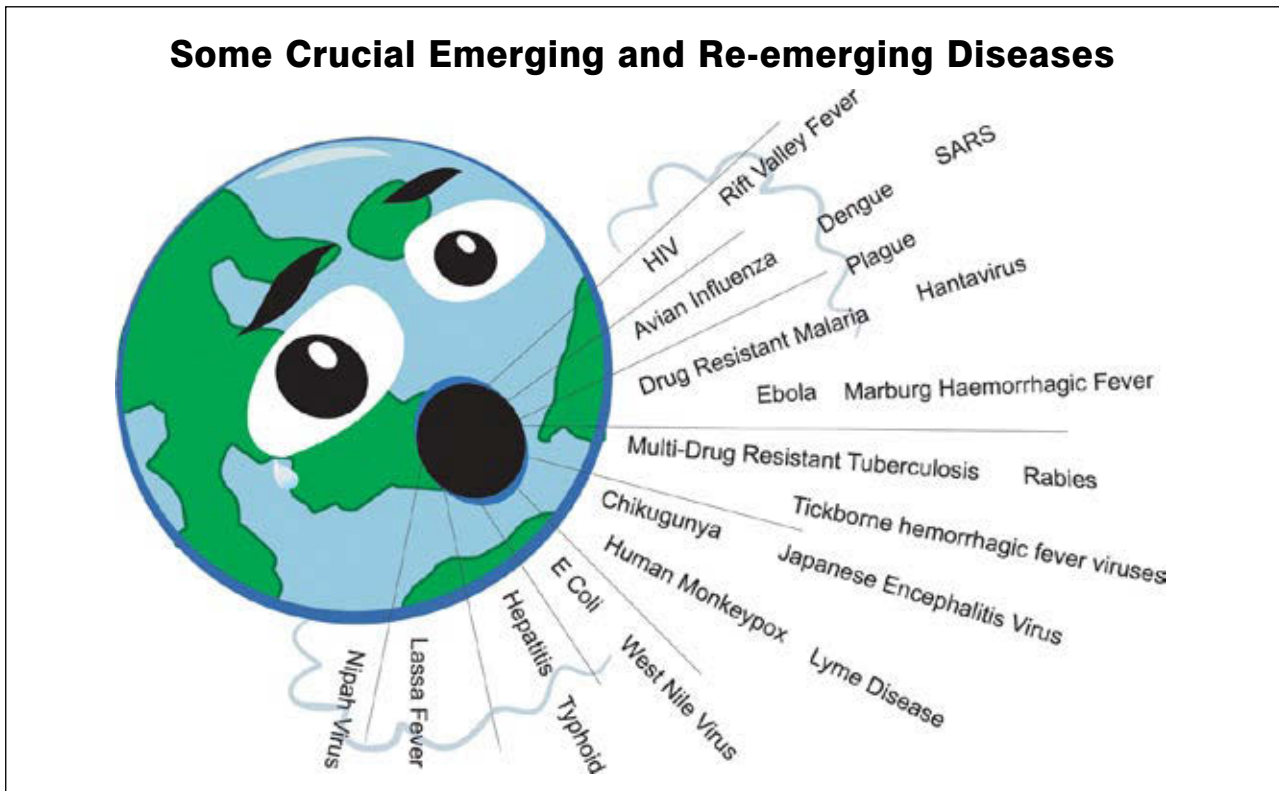 Some Crucial Emerging and Re-emerging Diseases
Rift Valley Fever
SARS
HIV
Dengue
Avian Influenza
Plague
Hantavirus
Drug Resistant Malaria
Ebola
Marburg Haemorrhagic Fever
Multi-Drug Resistant Tuberculosis
Rabies
Tickborne hemorrhagic fever viruses
Chikugunya
Japanese Encephalitis Virus
Human Monkeypox
Lyme Disease
E Coli
West Nile Virus
Hepatitis
Typhoid
Lassa Fever
Nipah Virus